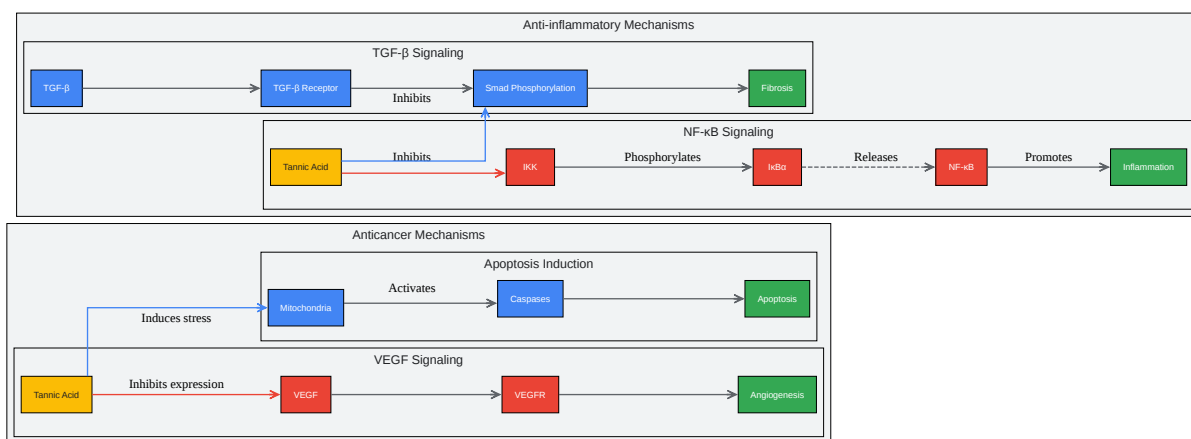 Anti-inflammatory Mechanisms
TGF-β Signaling
TGF-β
TGF-β Receptor
Inhibits
Smad Phosphorylation
Fibrosis
NF-κB Signaling
Tannic Acid
Inhibits
IKK
Phosphorylates
IκBα
Releases
NF-κB
Promotes
Inflammation
Anticancer Mechanisms
Apoptosis Induction
Mitochondria
Activates
Caspases
Apoptosis
Induces stress
VEGF Signaling
Tannic Acid
Inhibits expression
VEGF
VEGFR
Angiogenesis